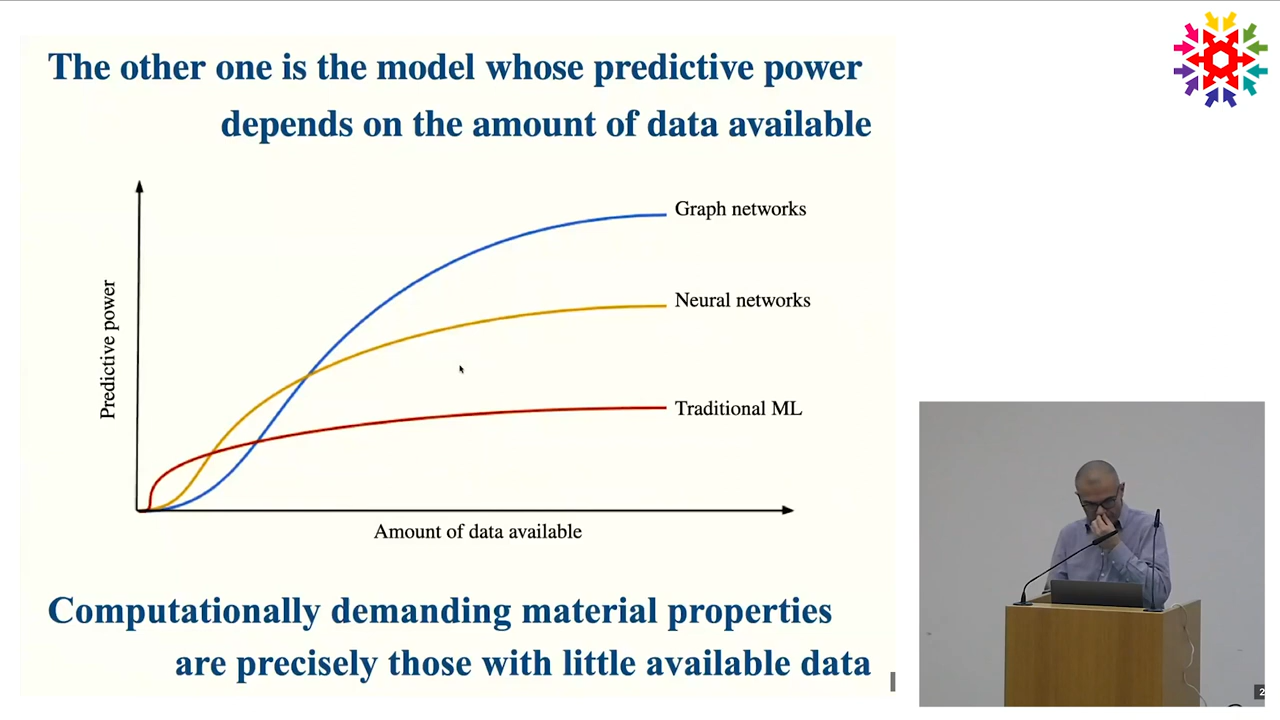 The other one is the model whose predictive power
depends on the amount of data available
Graph networks
Neural networks
Predictive power
Traditional ML
Amount of data available
Computationally demanding material properties
are precisely those with little available data
2